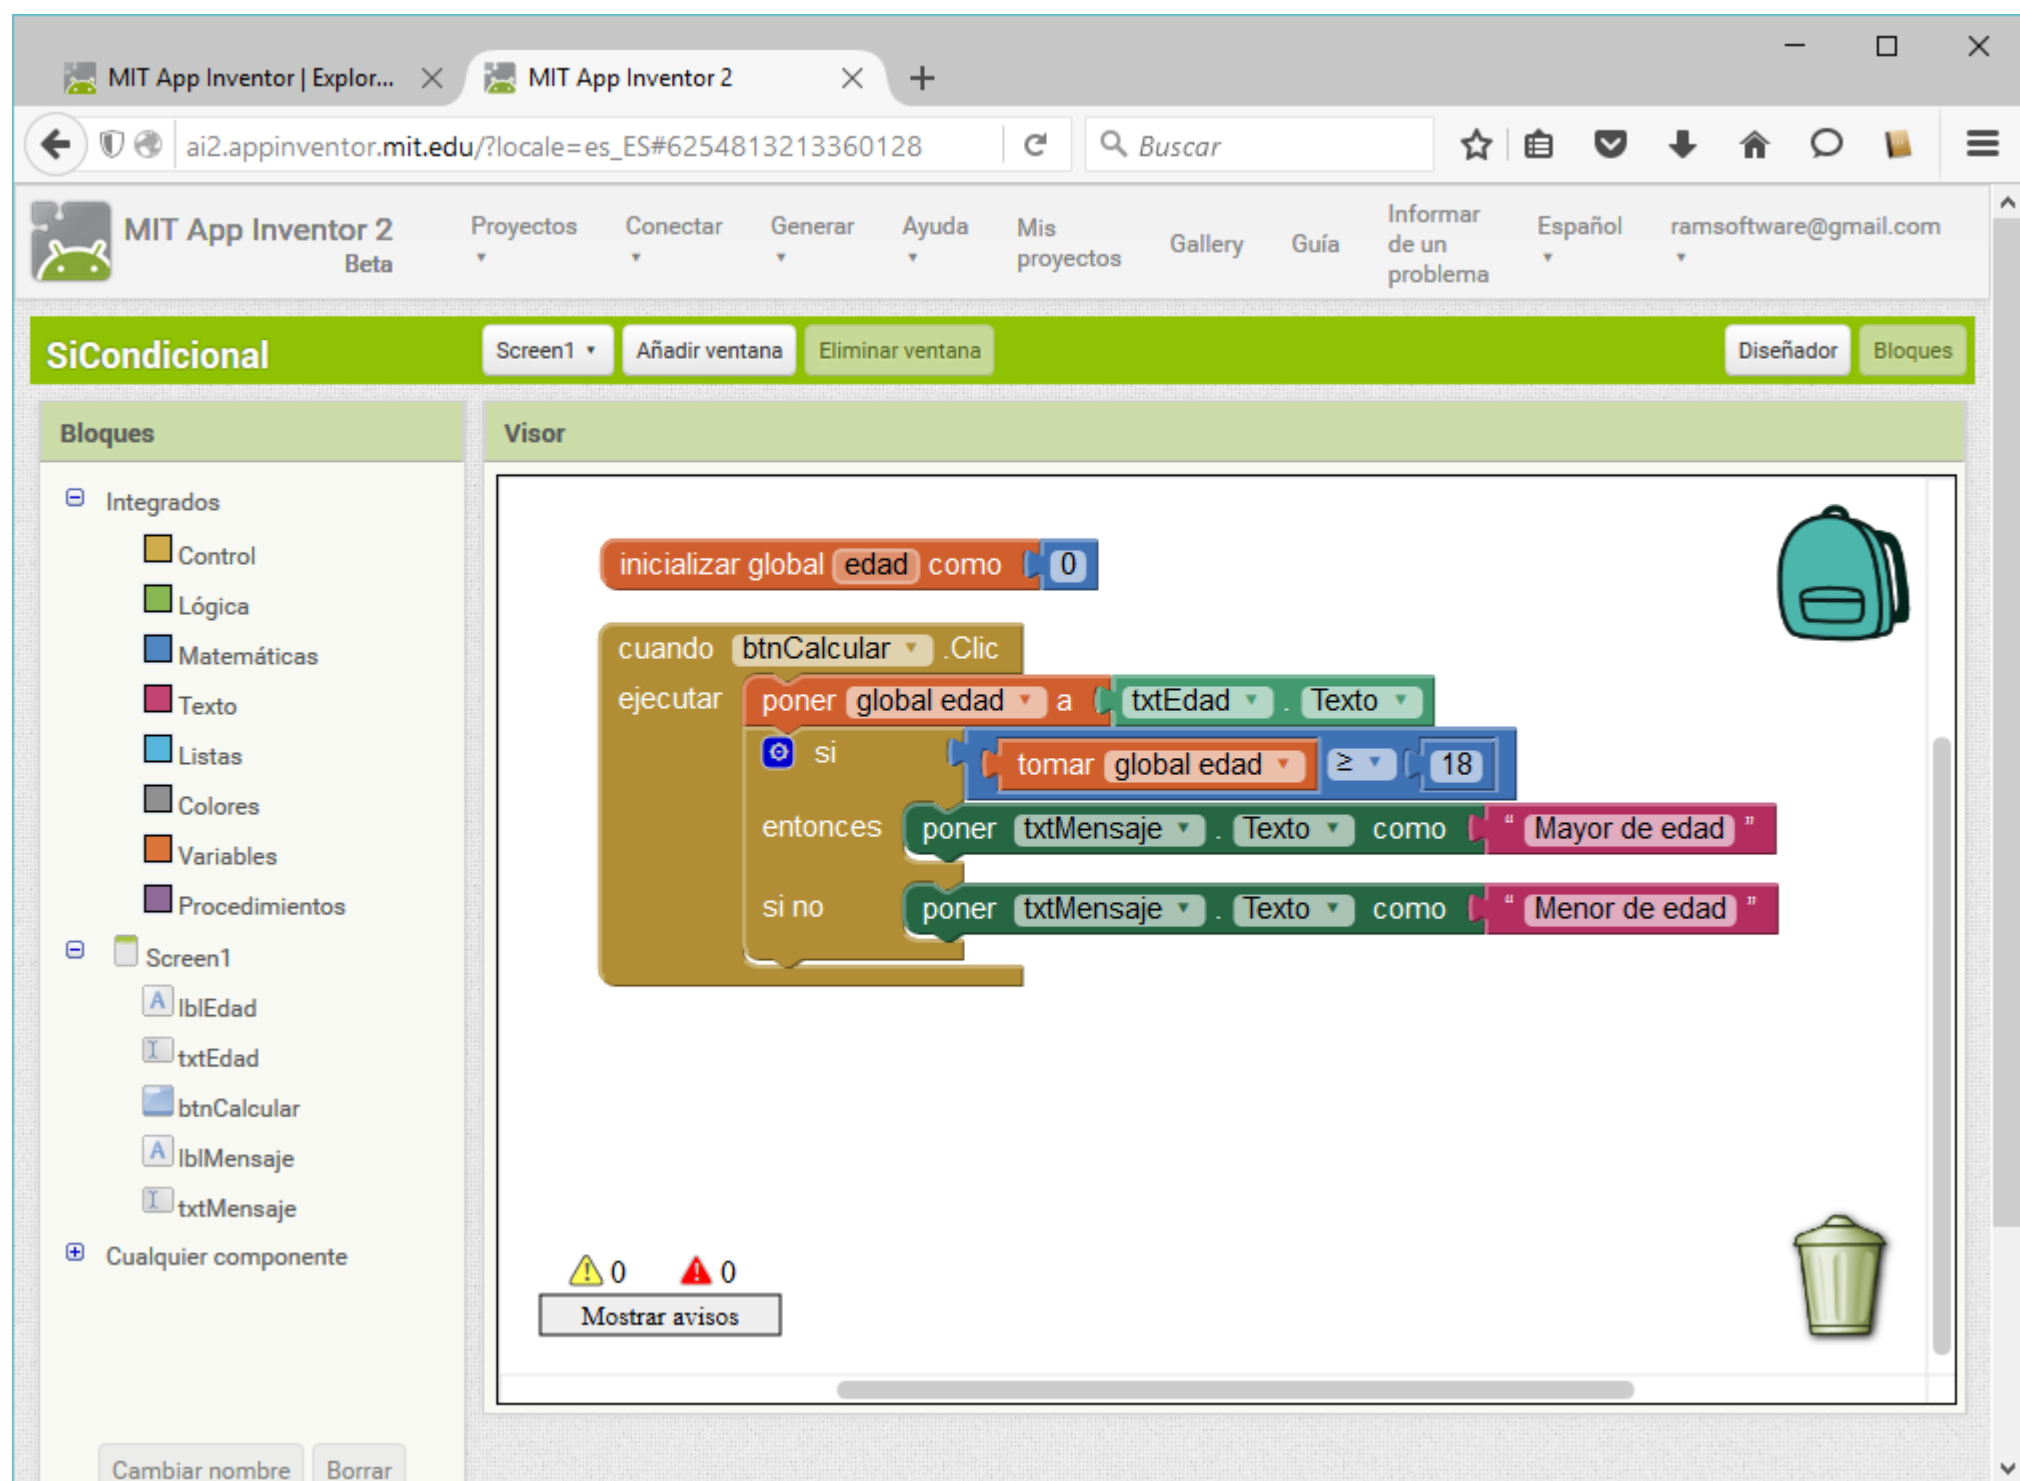 MIT App Inventor | Explor...
MIT App Inventor 2
ai2.appinventor.mit.edu/?locale=es_ES#6254813213360128
Buscar
MIT App Inventor 2
Beta
Proyectos
Conectar
Generar
Ayuda
Mis
proyectos
Gallery
Guía
Informar
de un
problema
Español
ramsoftware@gmail.com
SiCondicional
Screen1
Añadir ventana
Eliminar ventana
Diseñador
Bloques
Bloques
Visor
Integrados
Control
Lógica
Matemáticas
Texto
Listas
Colores
Variables
Procedimientos
Screen1
lblEdad
txtEdad
btnCalcular
lblMensaje
txtMensaje
Cualquier componente
Cambiar nombre
Borrar
inicializar global edad como 0
cuando btnCalcular .Clic
ejecutar poner global edad a txtEdad . Texto
si tomar global edad ≥ 18
entonces poner txtMensaje . Texto como “ Mayor de edad ”
si no poner txtMensaje . Texto como “ Menor de edad ”
0 0
Mostrar avisos